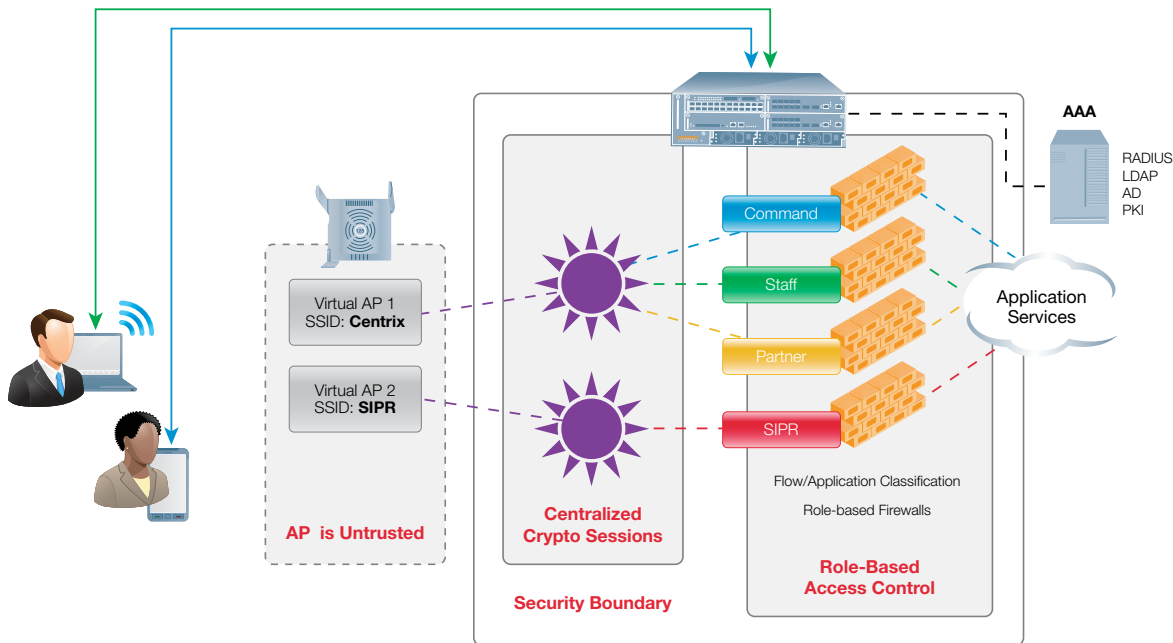 AAA
RADIUS
LDAP
AD
PKI
Virtual AP 1
SSID: Centrix
Virtual AP 2
SSID: SIPR
AP is Untrusted
Centralized
Crypto Sessions
Security Boundary
Command
Staff
Partner
SIPR
Flow/Application Classification
Role-based Firewalls
Role-Based
Access Control
Application
Services